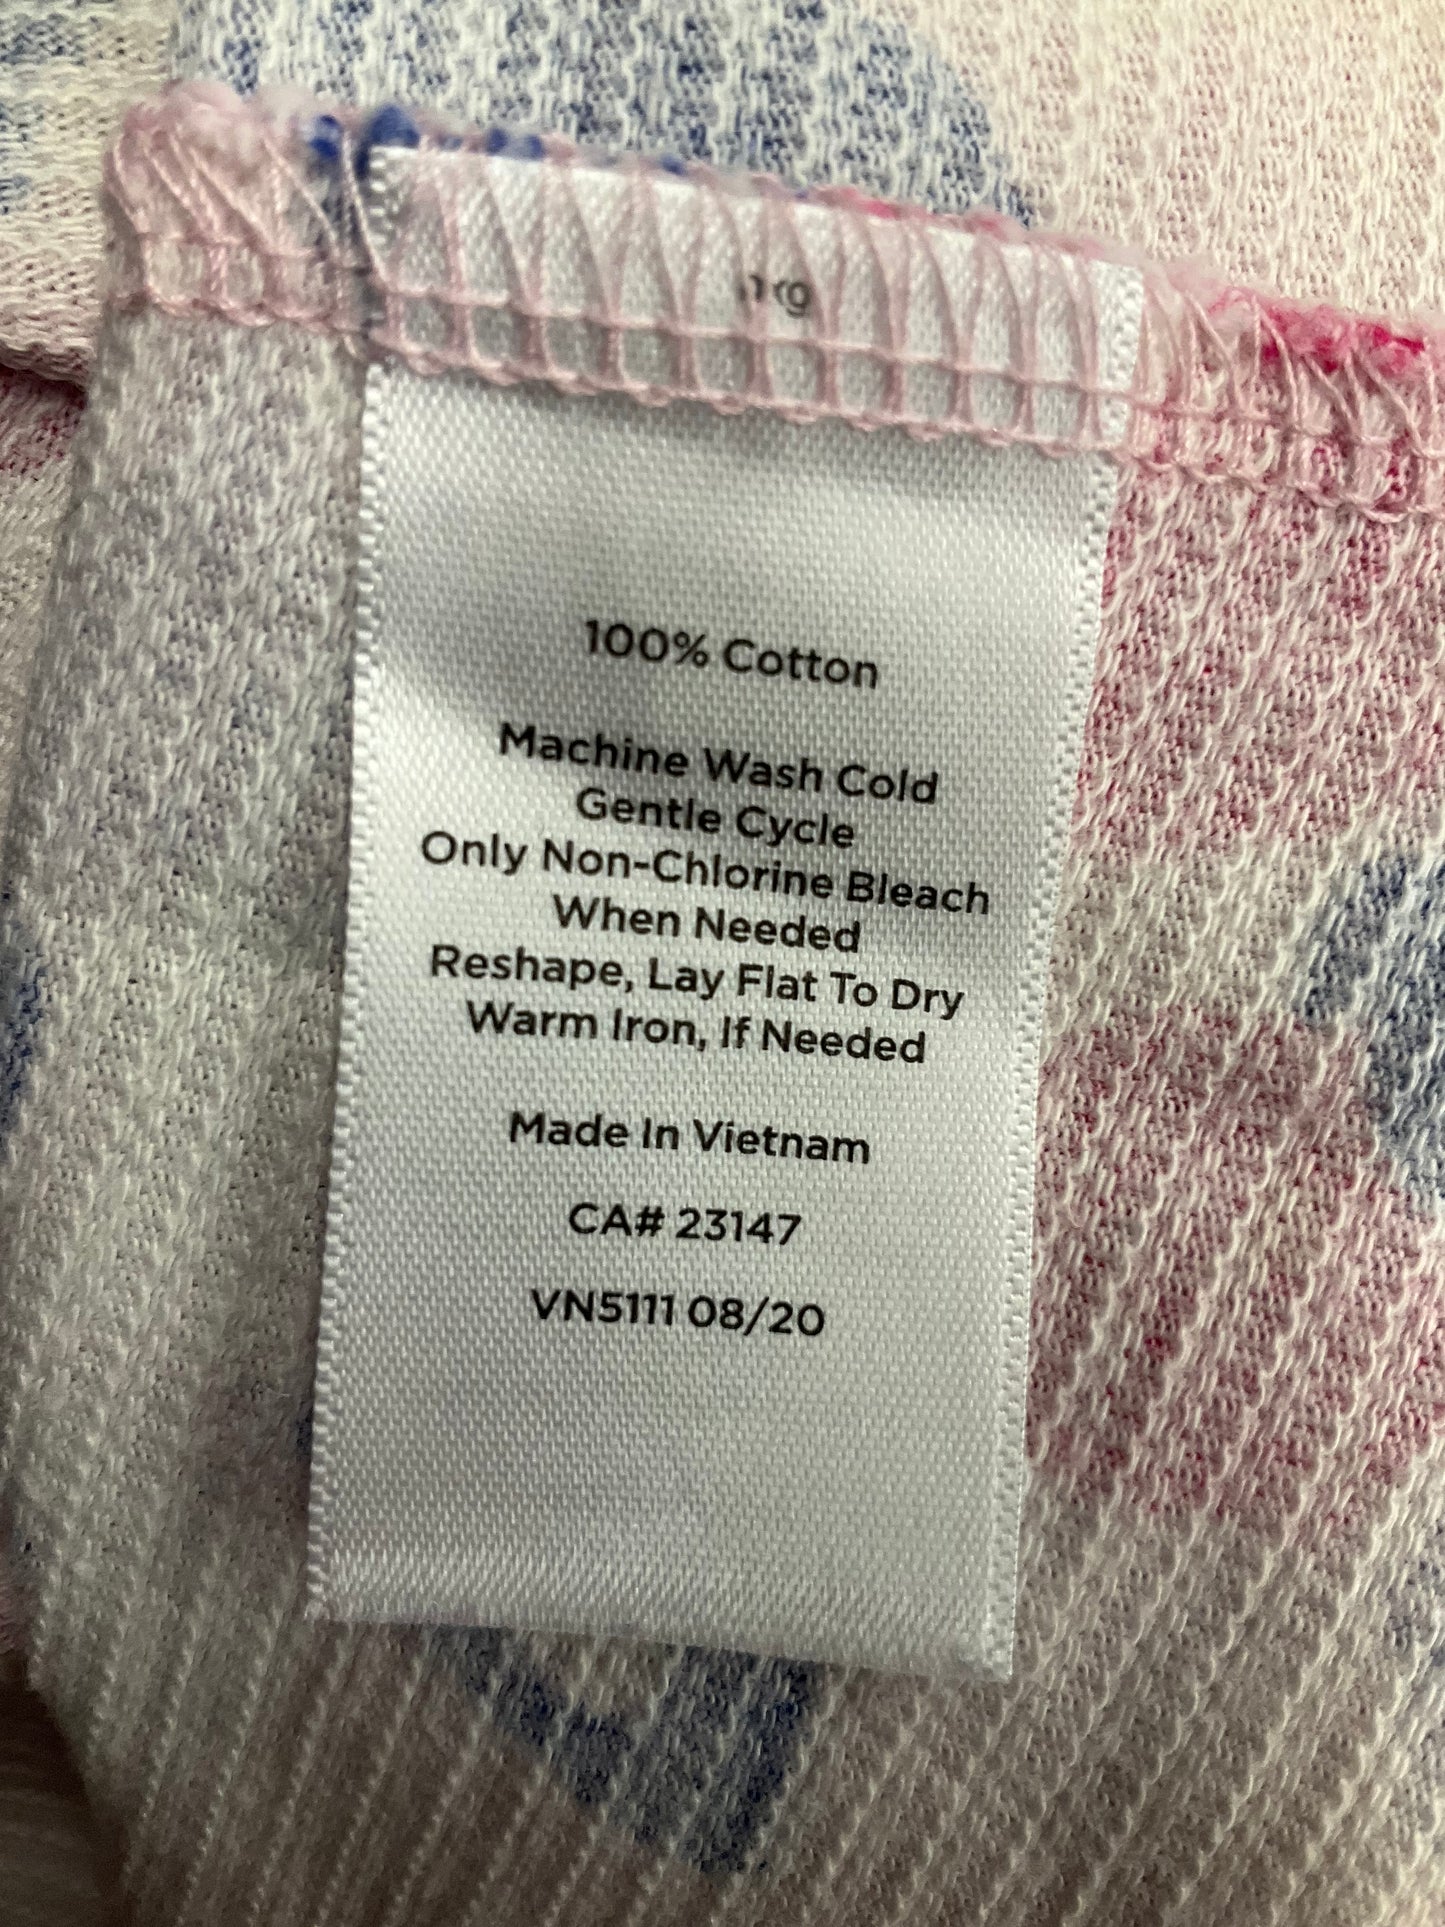 100% Cotton
Machine Wash Cold
Gentle Cycle
Only Non-Chlorine Bleach
When Needed
Reshape, Lay Flat To Dry
Warm Iron, If Needed
Made In Vietnam
CA# 23147
VN5111 08/20